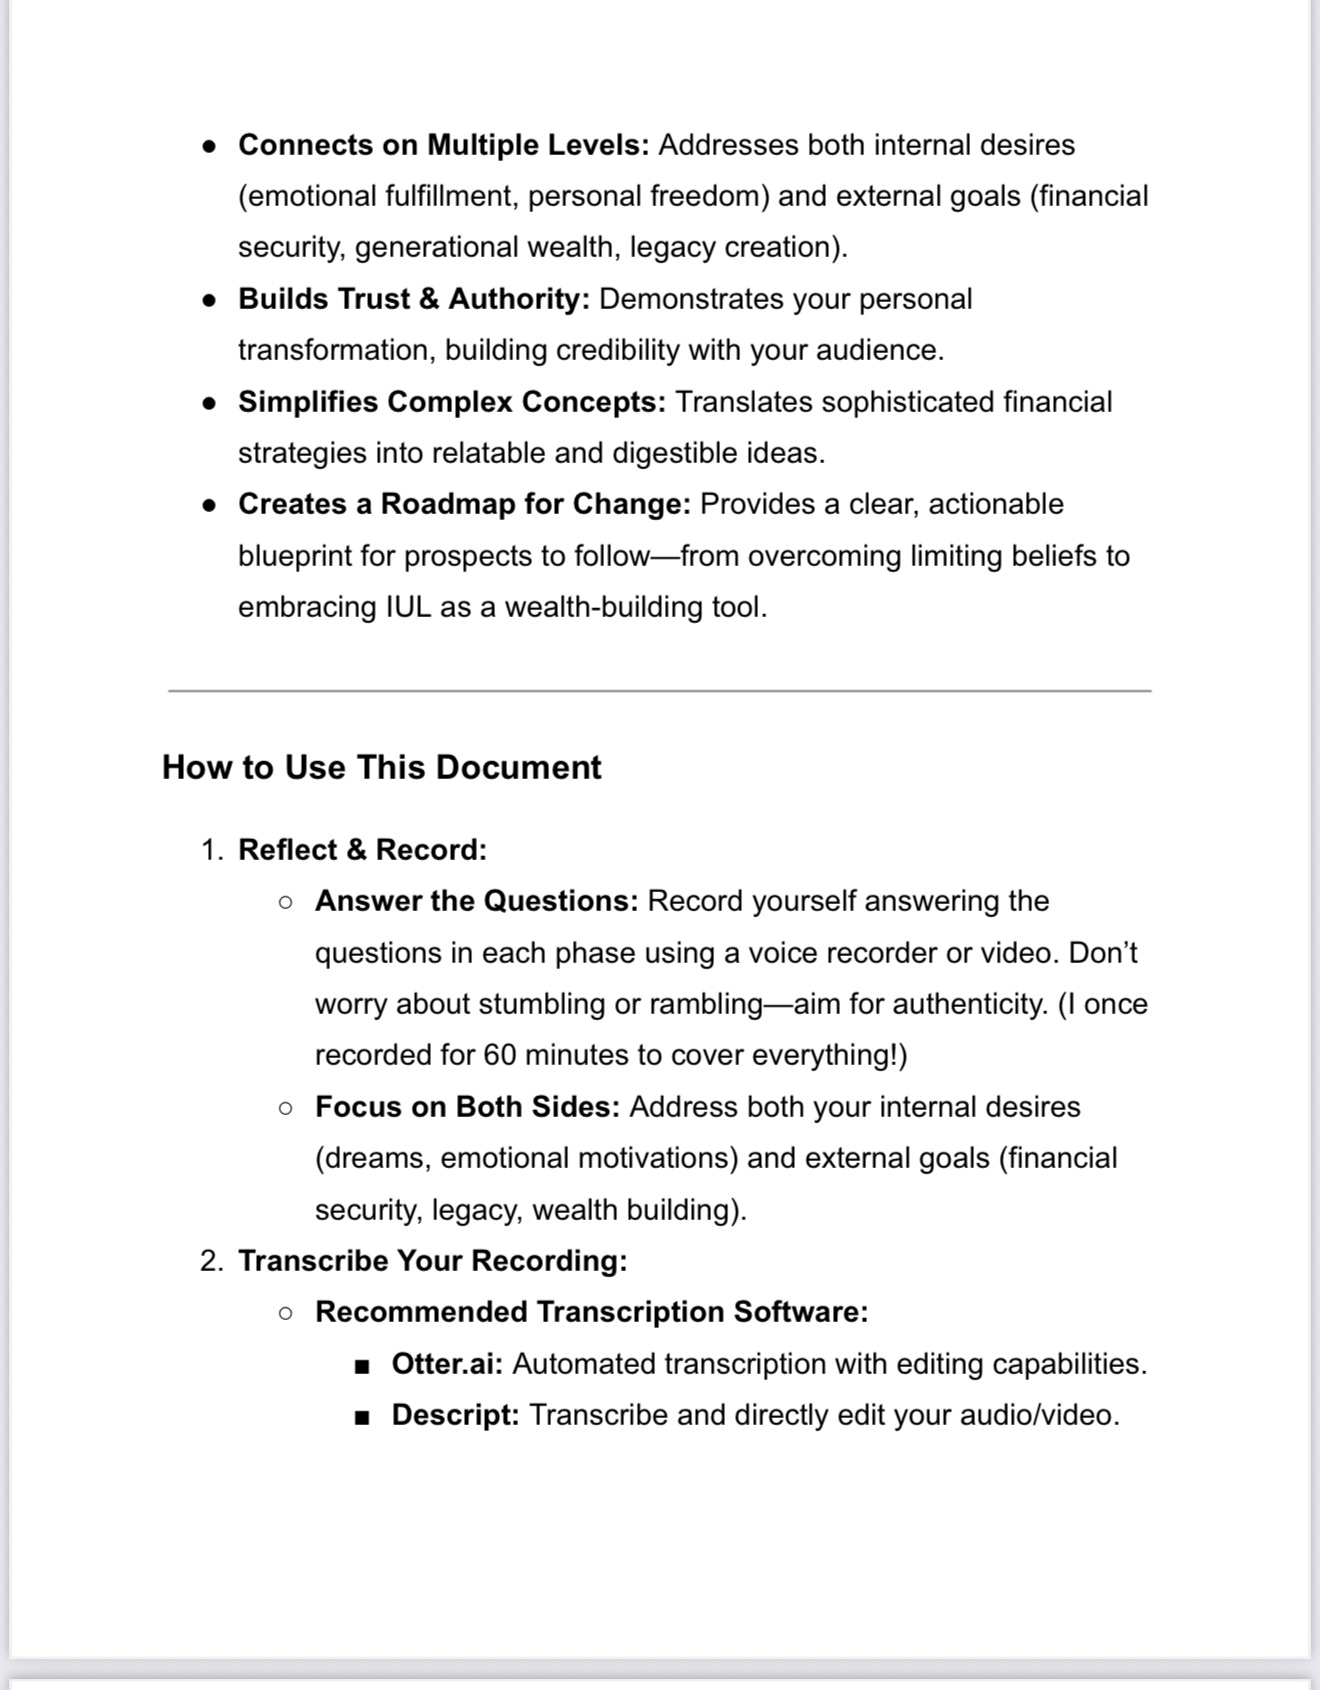 ● Connects on Multiple Levels: Addresses both internal desires
(emotional fulfillment, personal freedom) and external goals (financial
security, generational wealth, legacy creation).
● Builds Trust & Authority: Demonstrates your personal
transformation, building credibility with your audience.
● Simplifies Complex Concepts: Translates sophisticated financial
strategies into relatable and digestible ideas.
● Creates a Roadmap for Change: Provides a clear, actionable
blueprint for prospects to follow—from overcoming limiting beliefs to
embracing IUL as a wealth-building tool.
How to Use This Document
1. Reflect & Record:
○ Answer the Questions: Record yourself answering the
questions in each phase using a voice recorder or video. Don’t
worry about stumbling or rambling—aim for authenticity. (I once
recorded for 60 minutes to cover everything!)
○ Focus on Both Sides: Address both your internal desires
(dreams, emotional motivations) and external goals (financial
security, legacy, wealth building).
2. Transcribe Your Recording:
○ Recommended Transcription Software:
■ Otter.ai: Automated transcription with editing capabilities.
■ Descript: Transcribe and directly edit your audio/video.